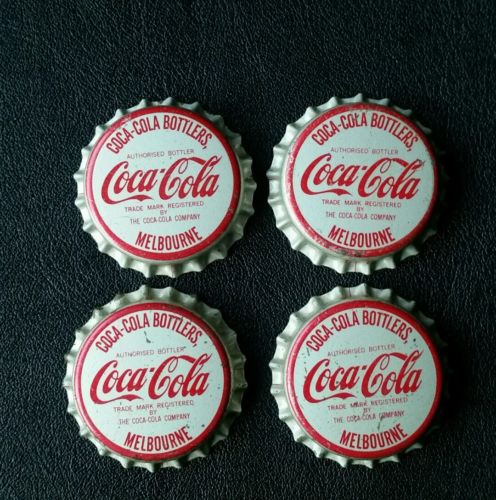 COCA-COLA BOTTLERS,
AUTHORISED BOTTLER
Coca-Cola
TRADE MARK REGISTERED
BY
THE COCA-COLA COMPANY
MELBOURNE
COCA-COLA BOTTLERS,
AUTHORISED BOTTLER
Coca-Cola
TRADE MARK REGISTERED
BY
THE COCA-COLA COMPANY
MELBOURNE
COCA-COLA BOTTLERS,
AUTHORISED BOTTLER
Coca-Cola
TRADE MARK REGISTERED
BY
THE COCA-COLA COMPANY
MELBOURNE
COCA-COLA BOTTLERS,
AUTHORISED BOTTLER
Coca-Cola
TRADE MARK REGISTERED
BY
THE COCA-COLA COMPANY
MELBOURNE